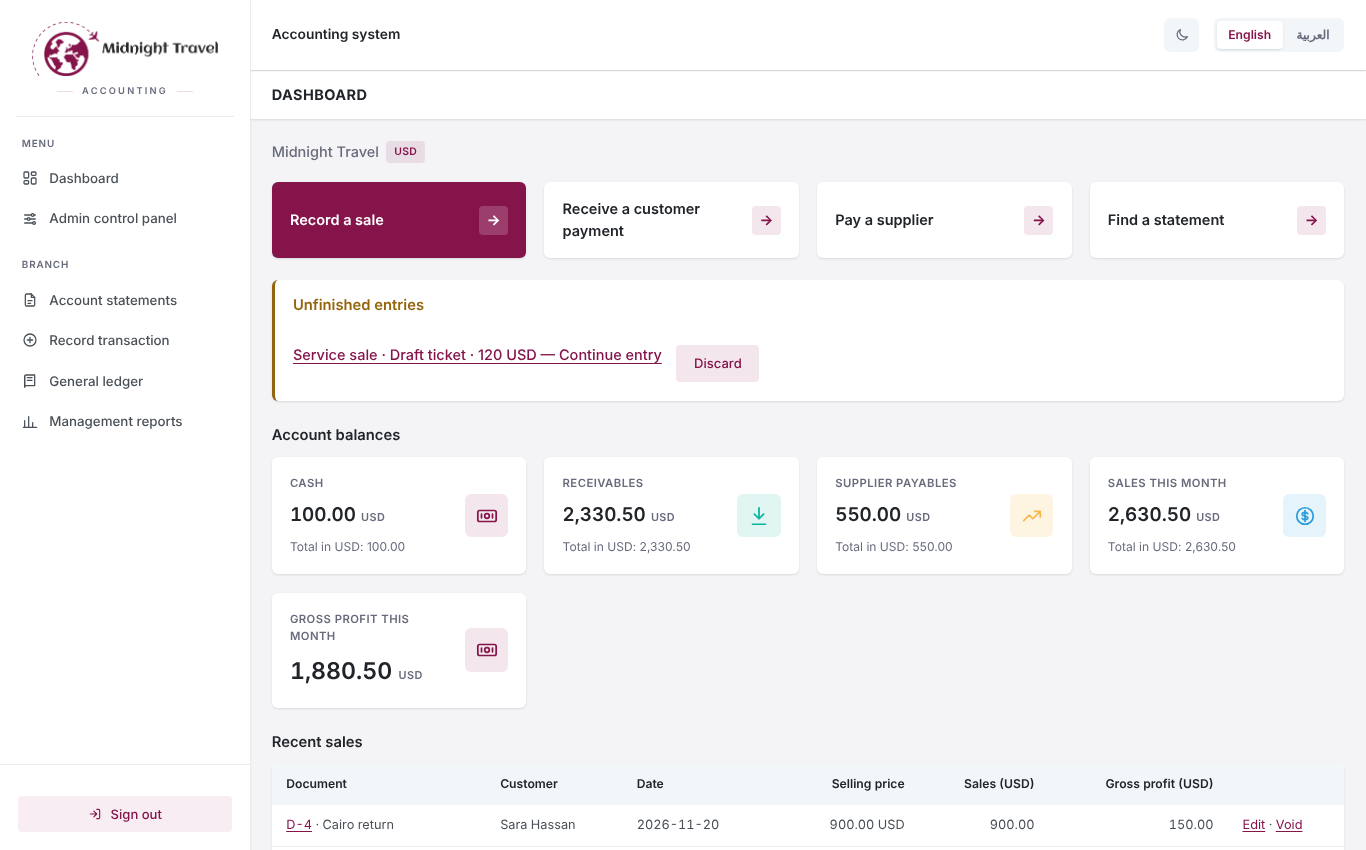 Midnight Travel
ACCOUNTING
MENU
Dashboard
Admin control panel
BRANCH
Account statements
Record transaction
General ledger
Management reports
Sign out
Accounting system
English
العربية
DASHBOARD
Midnight Travel USD
Record a sale
Receive a customer
payment
Pay a supplier
Find a statement
Unfinished entries
Service sale · Draft ticket · 120 USD — Continue entry
Discard
Account balances
CASH
100.00 USD
Total in USD: 100.00
RECEIVABLES
2,330.50 USD
Total in USD: 2,330.50
SUPPLIER PAYABLES
550.00 USD
Total in USD: 550.00
SALES THIS MONTH
2,630.50 USD
Total in USD: 2,630.50
GROSS PROFIT THIS
MONTH
1,880.50 USD
Recent sales
Document Customer Date Selling price Sales (USD) Gross profit (USD)
D-4 · Cairo return Sara Hassan 2026-11-20 900.00 USD 900.00 150.00 Edit · Void